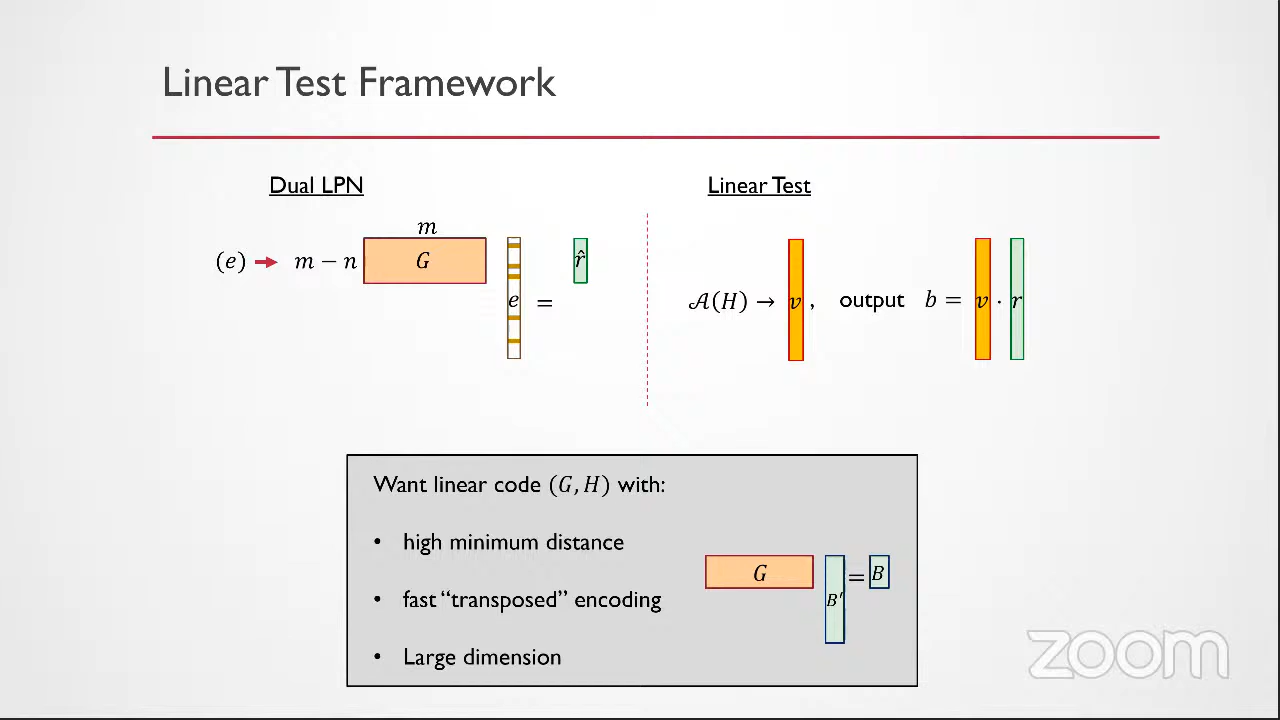 Linear Test Framework
Dual LPN
m
(e) → m − n G e = r̂
Linear Test
𝒜(H) → v , output b = v · r
Want linear code (G, H) with:
• high minimum distance
• fast “transposed” encoding
• Large dimension
G B′ = B
zoom